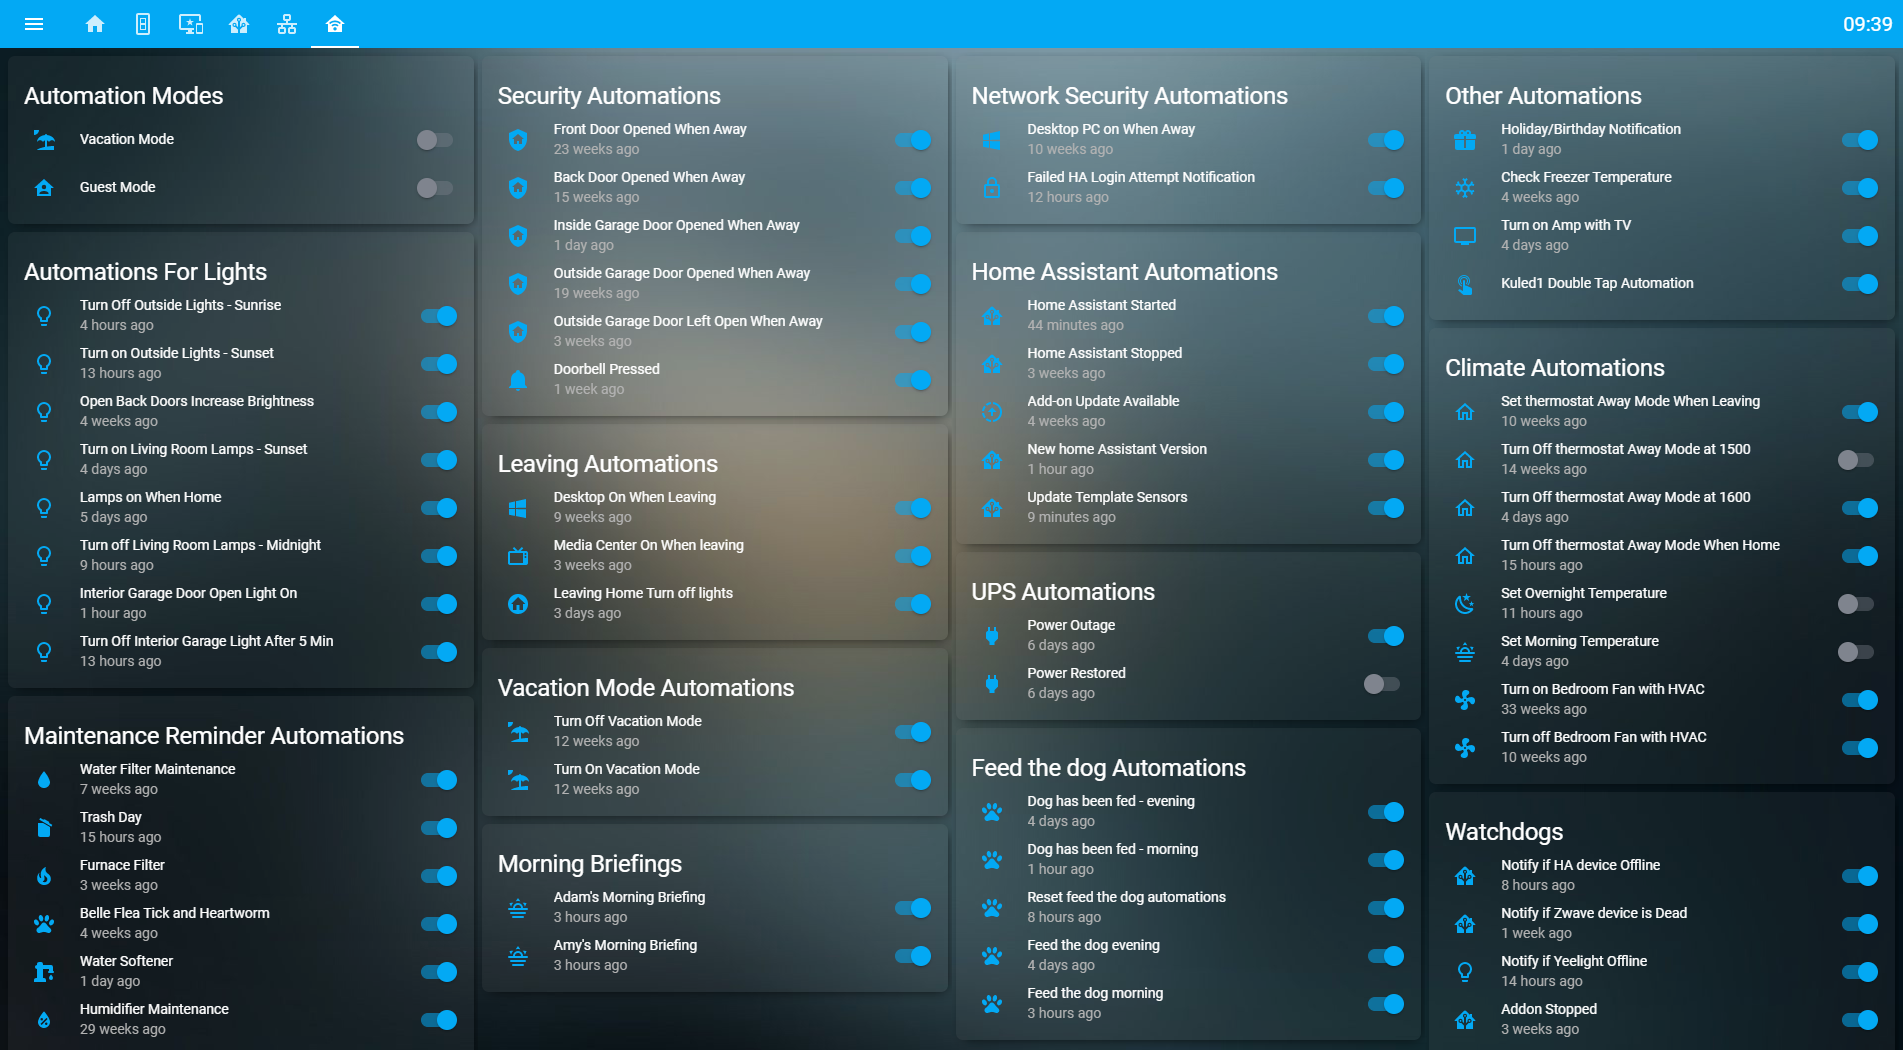 09:39
Automation Modes
Vacation Mode
Guest Mode
Automations For Lights
Turn Off Outside Lights - Sunrise
4 hours ago
Turn on Outside Lights - Sunset
13 hours ago
Open Back Doors Increase Brightness
4 weeks ago
Turn on Living Room Lamps - Sunset
4 days ago
Lamps on When Home
5 days ago
Turn off Living Room Lamps - Midnight
9 hours ago
Interior Garage Door Open Light On
1 hour ago
Turn Off Interior Garage Light After 5 Min
13 hours ago
Maintenance Reminder Automations
Water Filter Maintenance
7 weeks ago
Trash Day
15 hours ago
Furnace Filter
3 weeks ago
Belle Flea Tick and Heartworm
4 weeks ago
Water Softener
1 day ago
Humidifier Maintenance
29 weeks ago
Security Automations
Front Door Opened When Away
23 weeks ago
Back Door Opened When Away
15 weeks ago
Inside Garage Door Opened When Away
1 day ago
Outside Garage Door Opened When Away
19 weeks ago
Outside Garage Door Left Open When Away
3 weeks ago
Doorbell Pressed
1 week ago
Leaving Automations
Desktop On When Leaving
9 weeks ago
Media Center On When leaving
3 weeks ago
Leaving Home Turn off lights
3 days ago
Vacation Mode Automations
Turn Off Vacation Mode
12 weeks ago
Turn On Vacation Mode
12 weeks ago
Morning Briefings
Adam's Morning Briefing
3 hours ago
Amy's Morning Briefing
3 hours ago
Network Security Automations
Desktop PC on When Away
10 weeks ago
Failed HA Login Attempt Notification
12 hours ago
Home Assistant Automations
Home Assistant Started
44 minutes ago
Home Assistant Stopped
3 weeks ago
Add-on Update Available
4 weeks ago
New home Assistant Version
1 hour ago
Update Template Sensors
9 minutes ago
UPS Automations
Power Outage
6 days ago
Power Restored
6 days ago
Feed the dog Automations
Dog has been fed - evening
4 days ago
Dog has been fed - morning
1 hour ago
Reset feed the dog automations
8 hours ago
Feed the dog evening
4 days ago
Feed the dog morning
3 hours ago
Other Automations
Holiday/Birthday Notification
1 day ago
Check Freezer Temperature
4 weeks ago
Turn on Amp with TV
4 days ago
Kuled1 Double Tap Automation
Climate Automations
Set thermostat Away Mode When Leaving
10 weeks ago
Turn Off thermostat Away Mode at 1500
14 weeks ago
Turn Off thermostat Away Mode at 1600
4 days ago
Turn Off thermostat Away Mode When Home
15 hours ago
Set Overnight Temperature
11 hours ago
Set Morning Temperature
4 days ago
Turn on Bedroom Fan with HVAC
33 weeks ago
Turn off Bedroom Fan with HVAC
10 weeks ago
Watchdogs
Notify if HA device Offline
8 hours ago
Notify if Zwave device is Dead
1 week ago
Notify if Yeelight Offline
14 hours ago
Addon Stopped
3 weeks ago